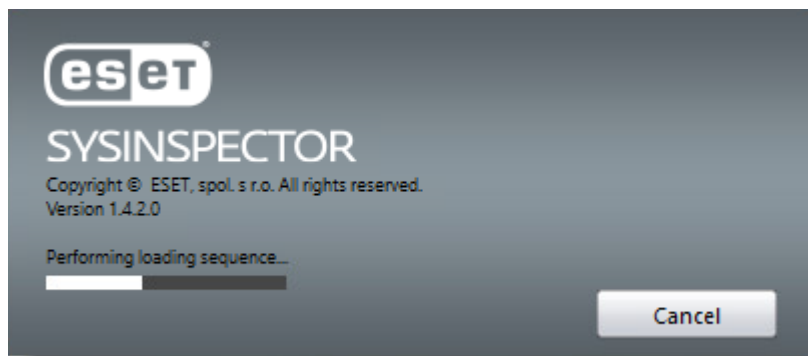 eset®
SYSINSPECTOR
Copyright © ESET, spol. s r.o. All rights reserved.
Version 1.4.2.0
Performing loading sequence...
Cancel